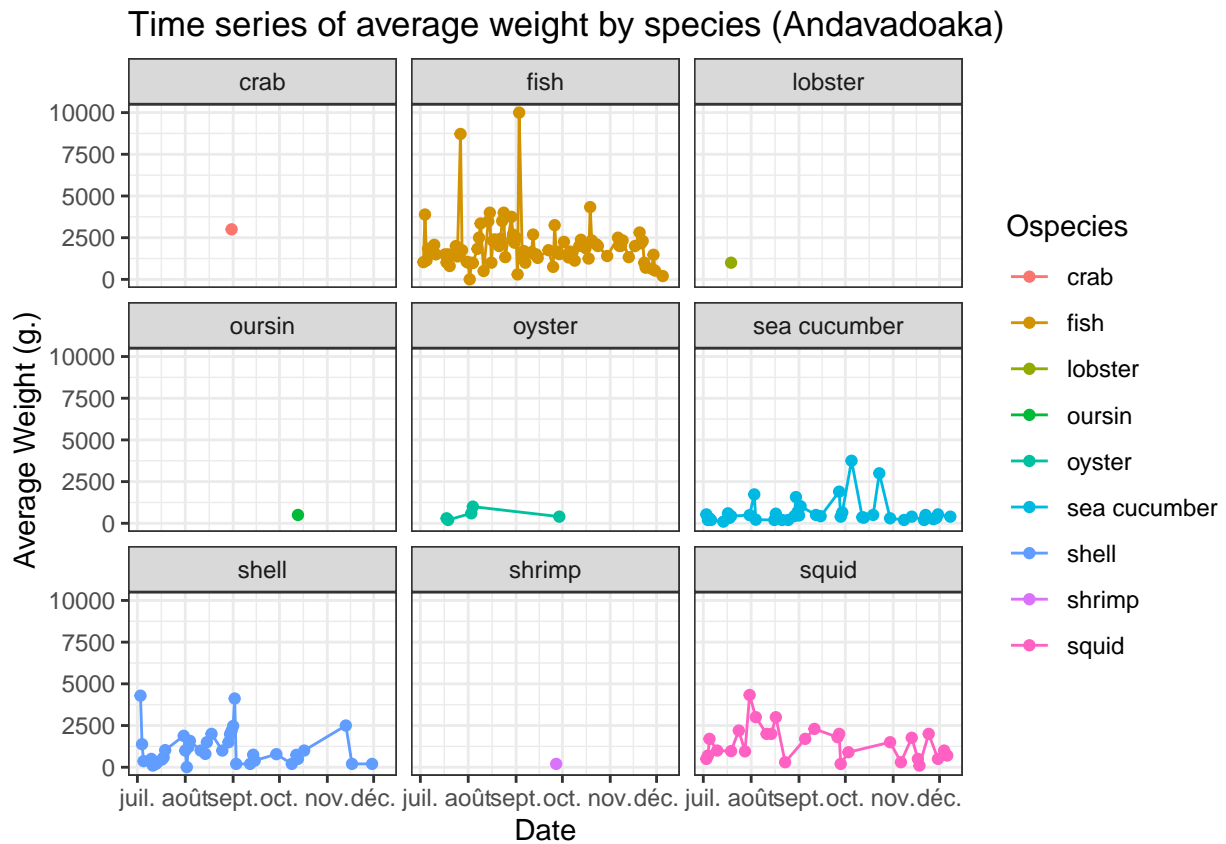 Time series of average weight by species (Andavadoaka)
crab fish lobster
10000
7500
5000
2500
0
oursin oyster sea cucumber
10000
7500
5000
2500
0
shell shrimp squid
10000
7500
5000
2500
0
juil. août sept. oct. nov. déc. juil. août sept. oct. nov. déc. juil. août sept. oct. nov. déc.
Date
Average Weight (g.)
Ospecies
crab
fish
lobster
oursin
oyster
sea cucumber
shell
shrimp
squid